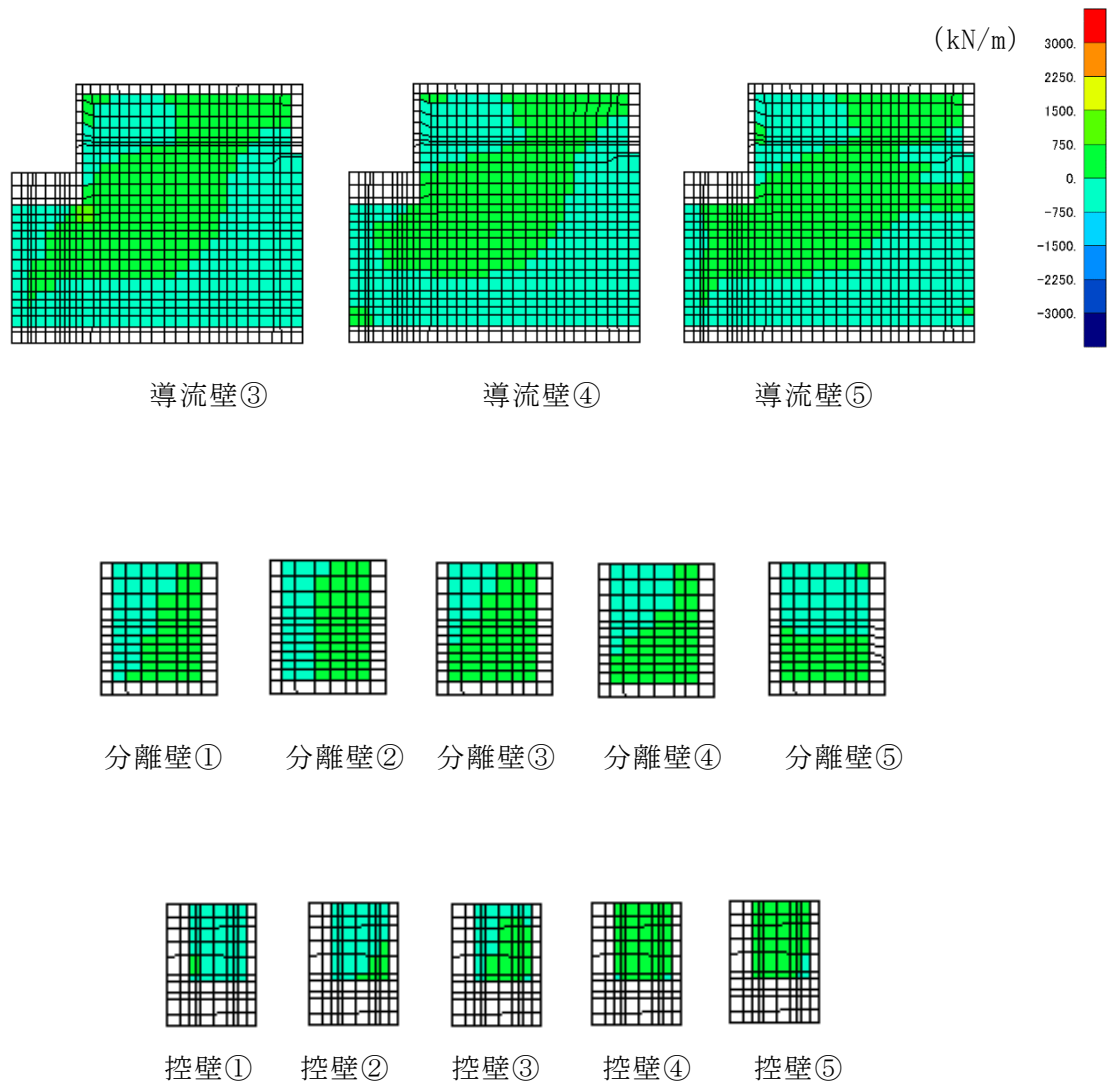 (kN/m)
3000.
2250.
1500.
750.
0.
-750.
-1500.
-2250.
-3000.
導流壁③ 導流壁④ 導流壁⑤
分離壁① 分離壁② 分離壁③ 分離壁④ 分離壁⑤
控壁① 控壁② 控壁③ 控壁④ 控壁⑤